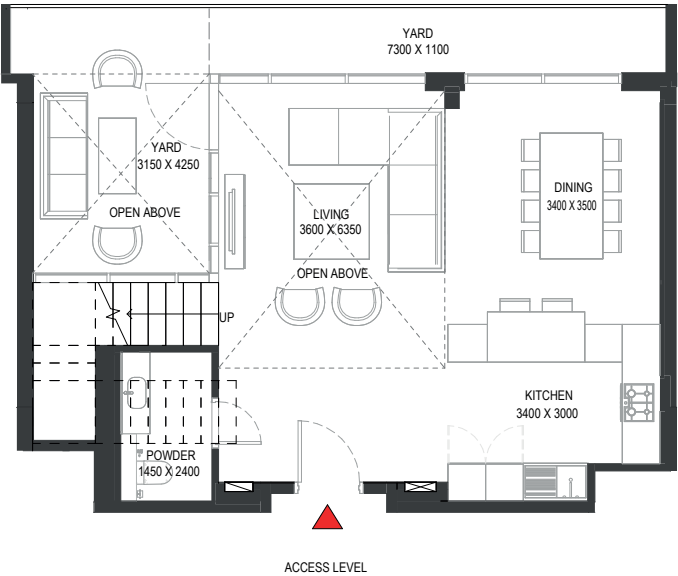 YARD
7300 X 1100
YARD
3150 X 4250
OPEN ABOVE
LIVING
3600 X 6350
OPEN ABOVE
DINING
3400 X 3500
UP
KITCHEN
3400 X 3000
POWDER
1450 X 2400
ACCESS LEVEL